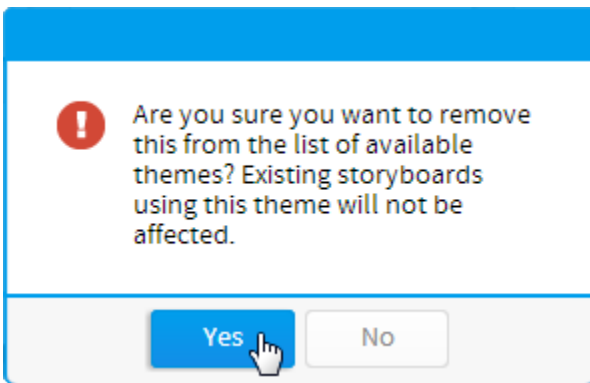 Are you sure you want to remove
this from the list of available
themes? Existing storyboards
using this theme will not be
affected.
Yes
No